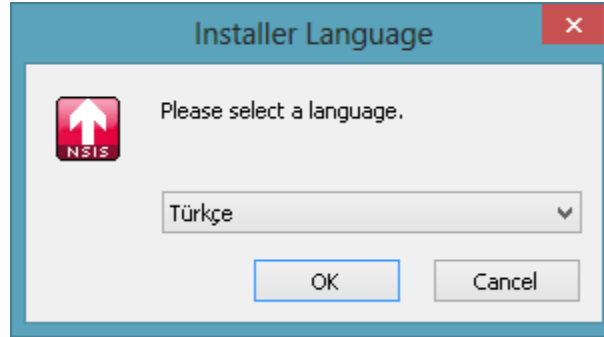 Installer Language
Please select a language.
NSIS
Türkçe
OK
Cancel